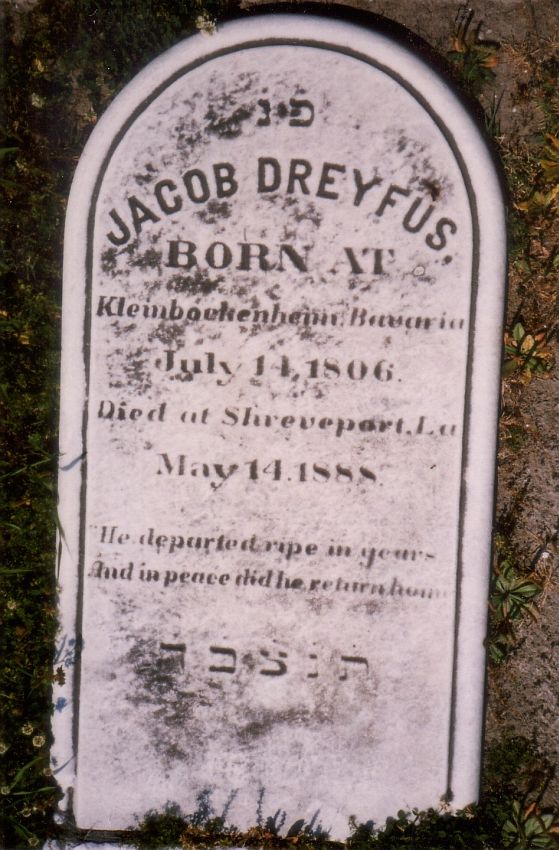 פ נ
JACOB DREYFUS,
BORN AT
Kleinbockenheim, Bavaria
July 14, 1806.
Died at Shreveport, La
May 14, 1888
"He departed ripe in years
And in peace did he return home
ת נ צ ב ה